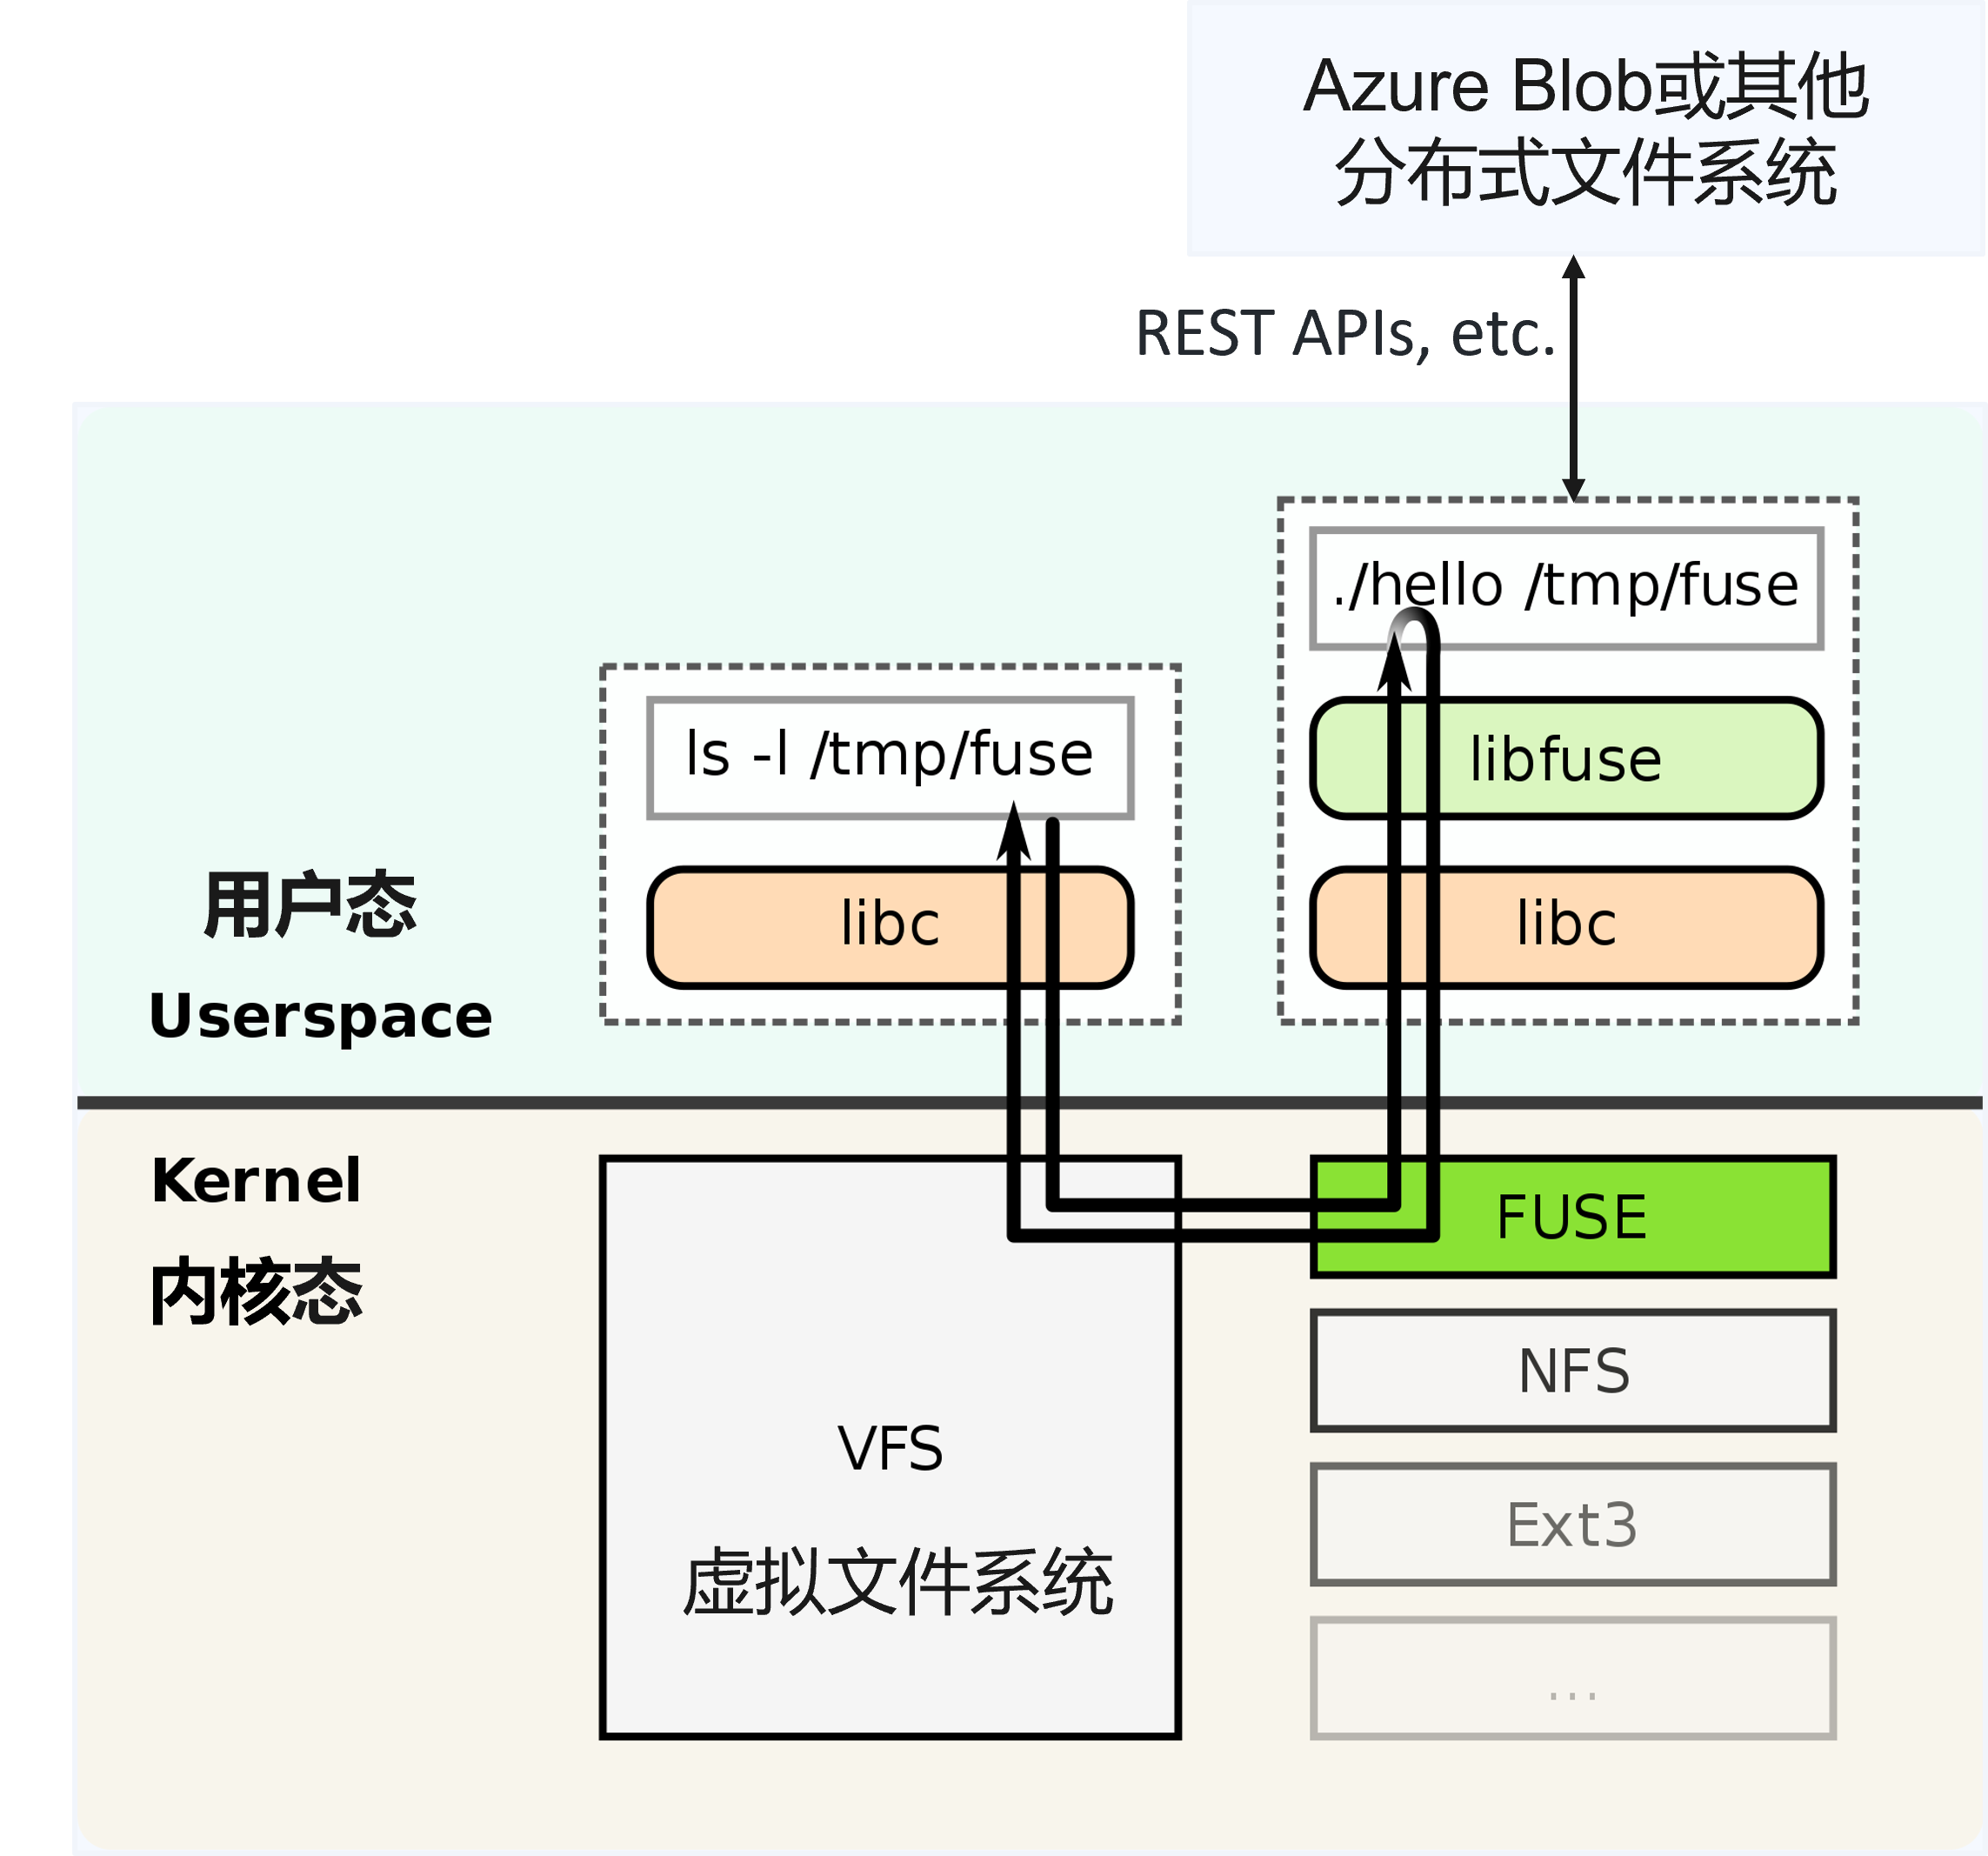 Azure Blob或其他
分布式文件系统
REST APIs, etc.
./hello /tmp/fuse
ls -l /tmp/fuse
libfuse
libc
libc
用户态
Userspace
Kernel
内核态
FUSE
NFS
VFS
Ext3
虚拟文件系统
...